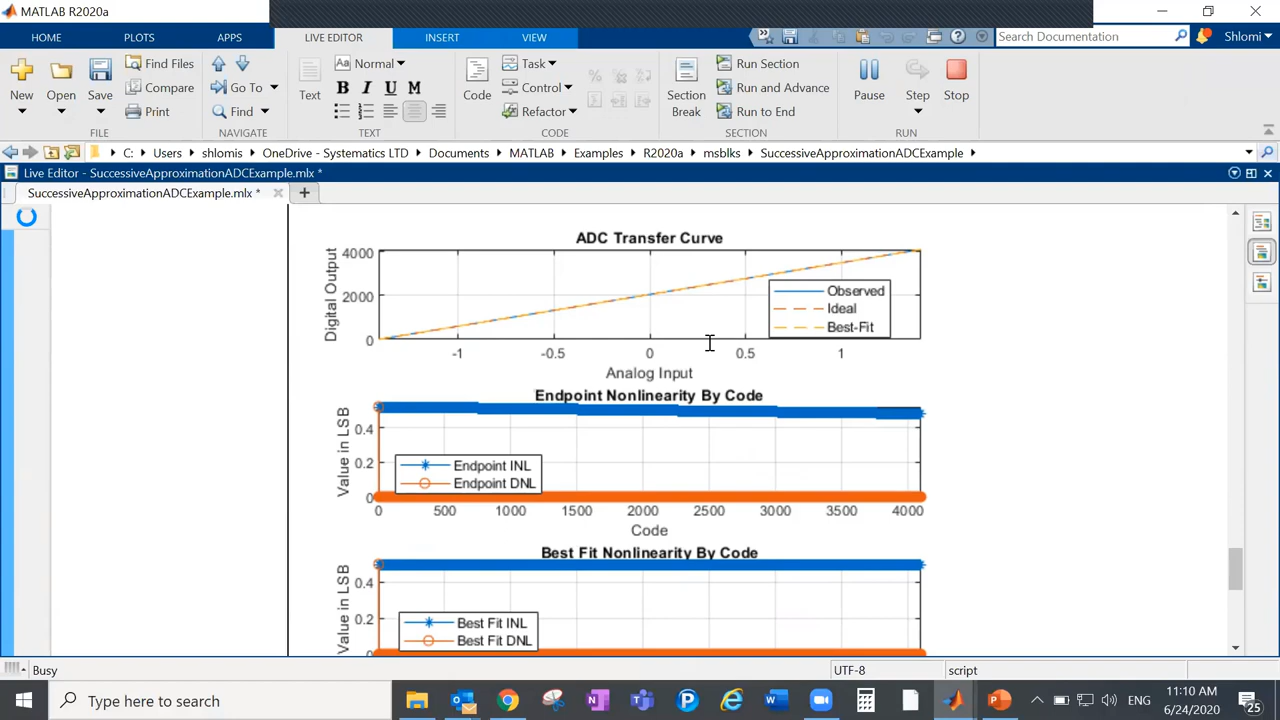 MATLAB R2020a
HOME PLOTS APPS LIVE EDITOR INSERT VIEW
Search Documentation
Shlomi
New
Open
Save
Find Files
Compare
Print
FILE
Go To
Find
NAVIGATE
Text
Aa Normal
B I U M
TEXT
Code
Task
Control
Refactor
CODE
Section
Break
Run Section
Run and Advance
Run to End
SECTION
Pause
Step
Stop
RUN
C: Users shlomis OneDrive - Systematics LTD Documents MATLAB Examples R2020a msblks SuccessiveApproximationADCExample
Live Editor - SuccessiveApproximationADCExample.mlx *
SuccessiveApproximationADCExample.mlx *
ADC Transfer Curve
Digital Output
4000
2000
0
-1 -0.5 0 0.5 1
Analog Input
Observed
Ideal
Best-Fit
Endpoint Nonlinearity By Code
Value in LSB
0.4
0.2
0
0 500 1000 1500 2000 2500 3000 3500 4000
Code
Endpoint INL
Endpoint DNL
Best Fit Nonlinearity By Code
Value in LSB
0.4
0.2
0
Best Fit INL
Best Fit DNL
Busy
UTF-8
script
Type here to search
ENG
11:10 AM
6/24/2020
25